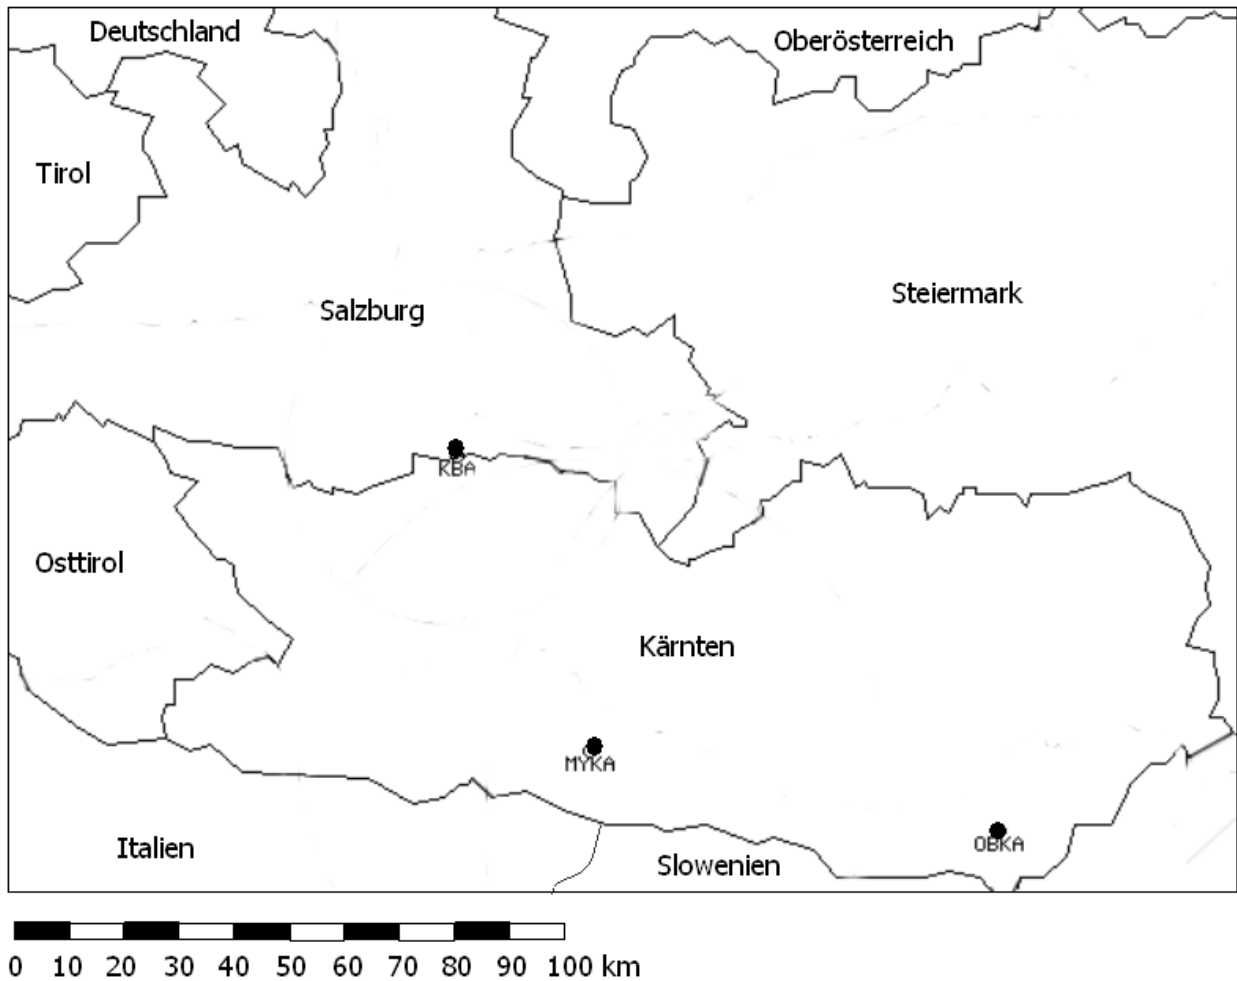 Deutschland
Oberösterreich
Tirol
Steiermark
Salzburg
KBA
Osttirol
Kärnten
MYKA
OBKA
Italien
Slowenien
0 10 20 30 40 50 60 70 80 90 100 km